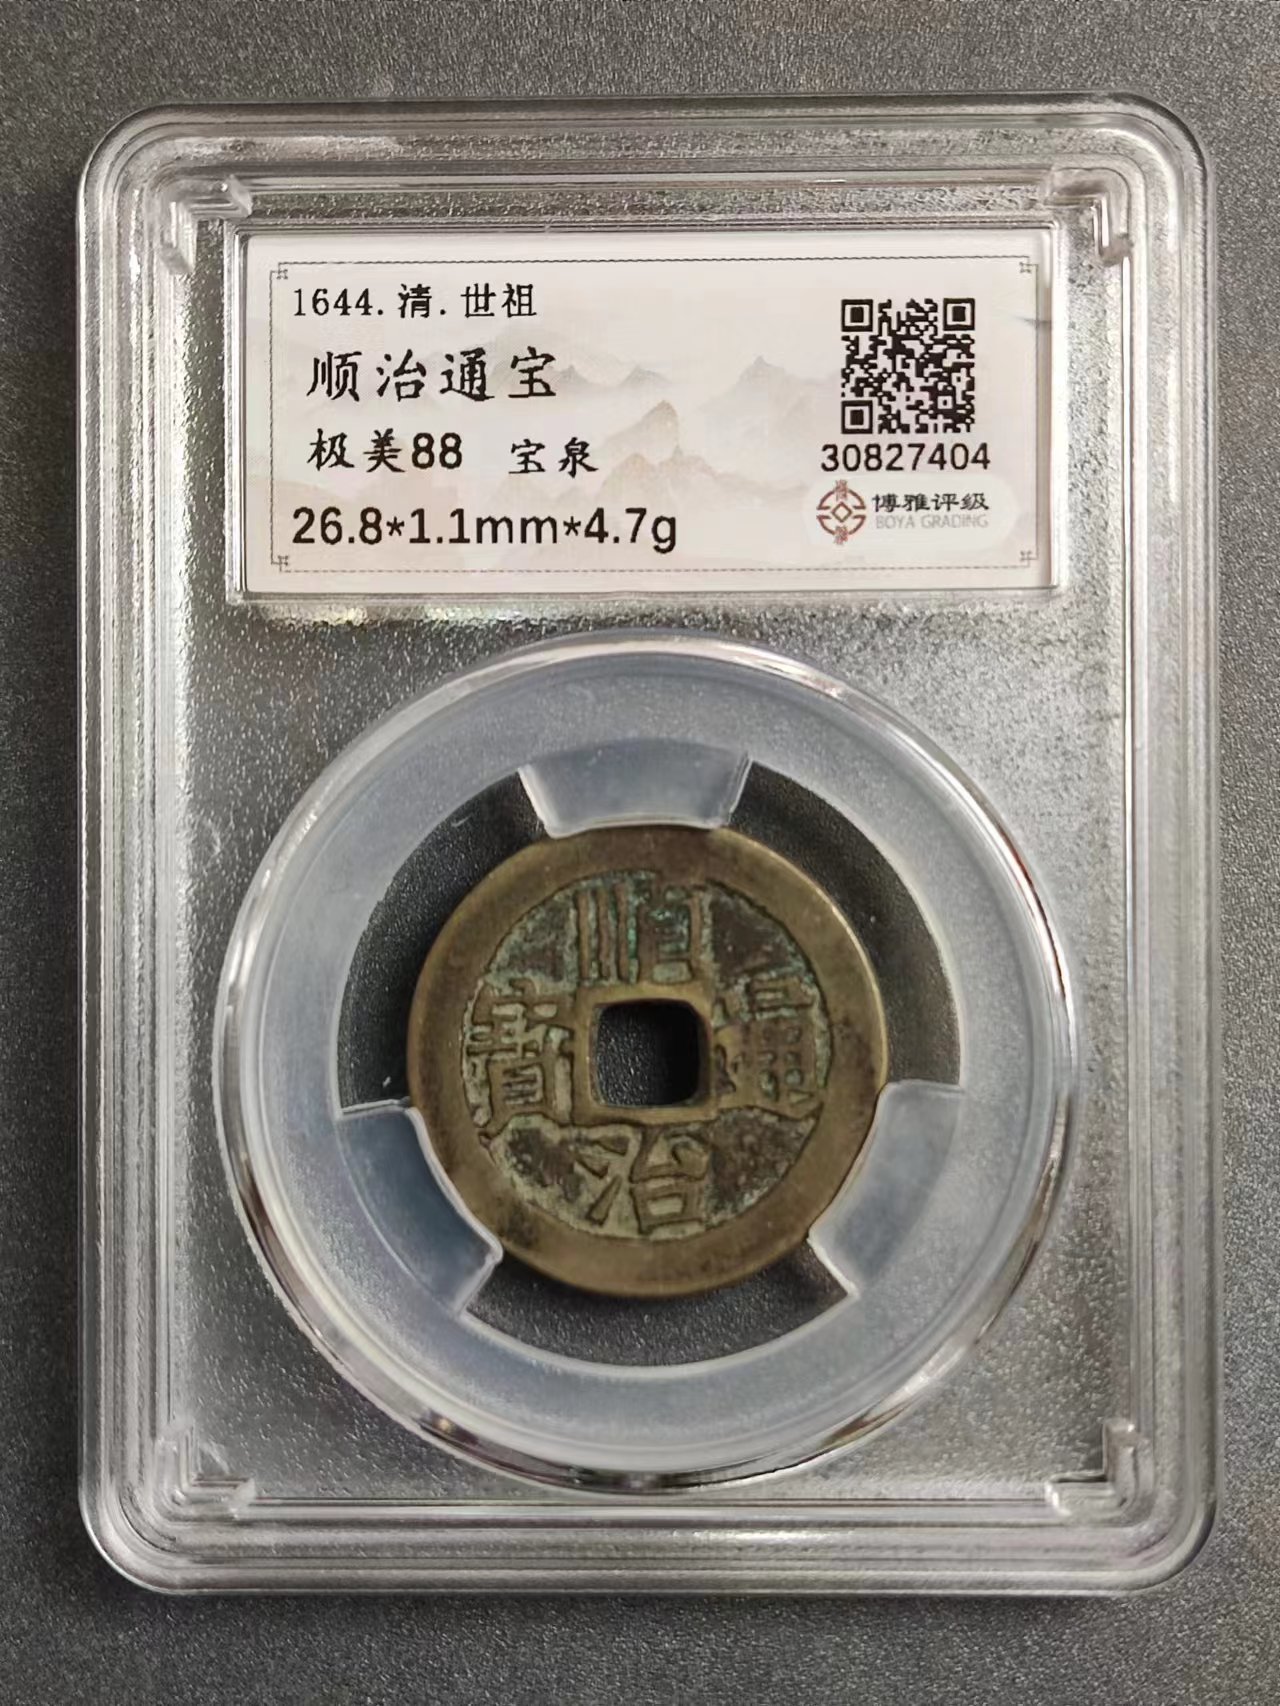 1644.清.世祖
顺治通宝
极美88 宝泉
26.8*1.1mm*4.7g
30827404
博雅评级
BOYA GRADING
順治通寳